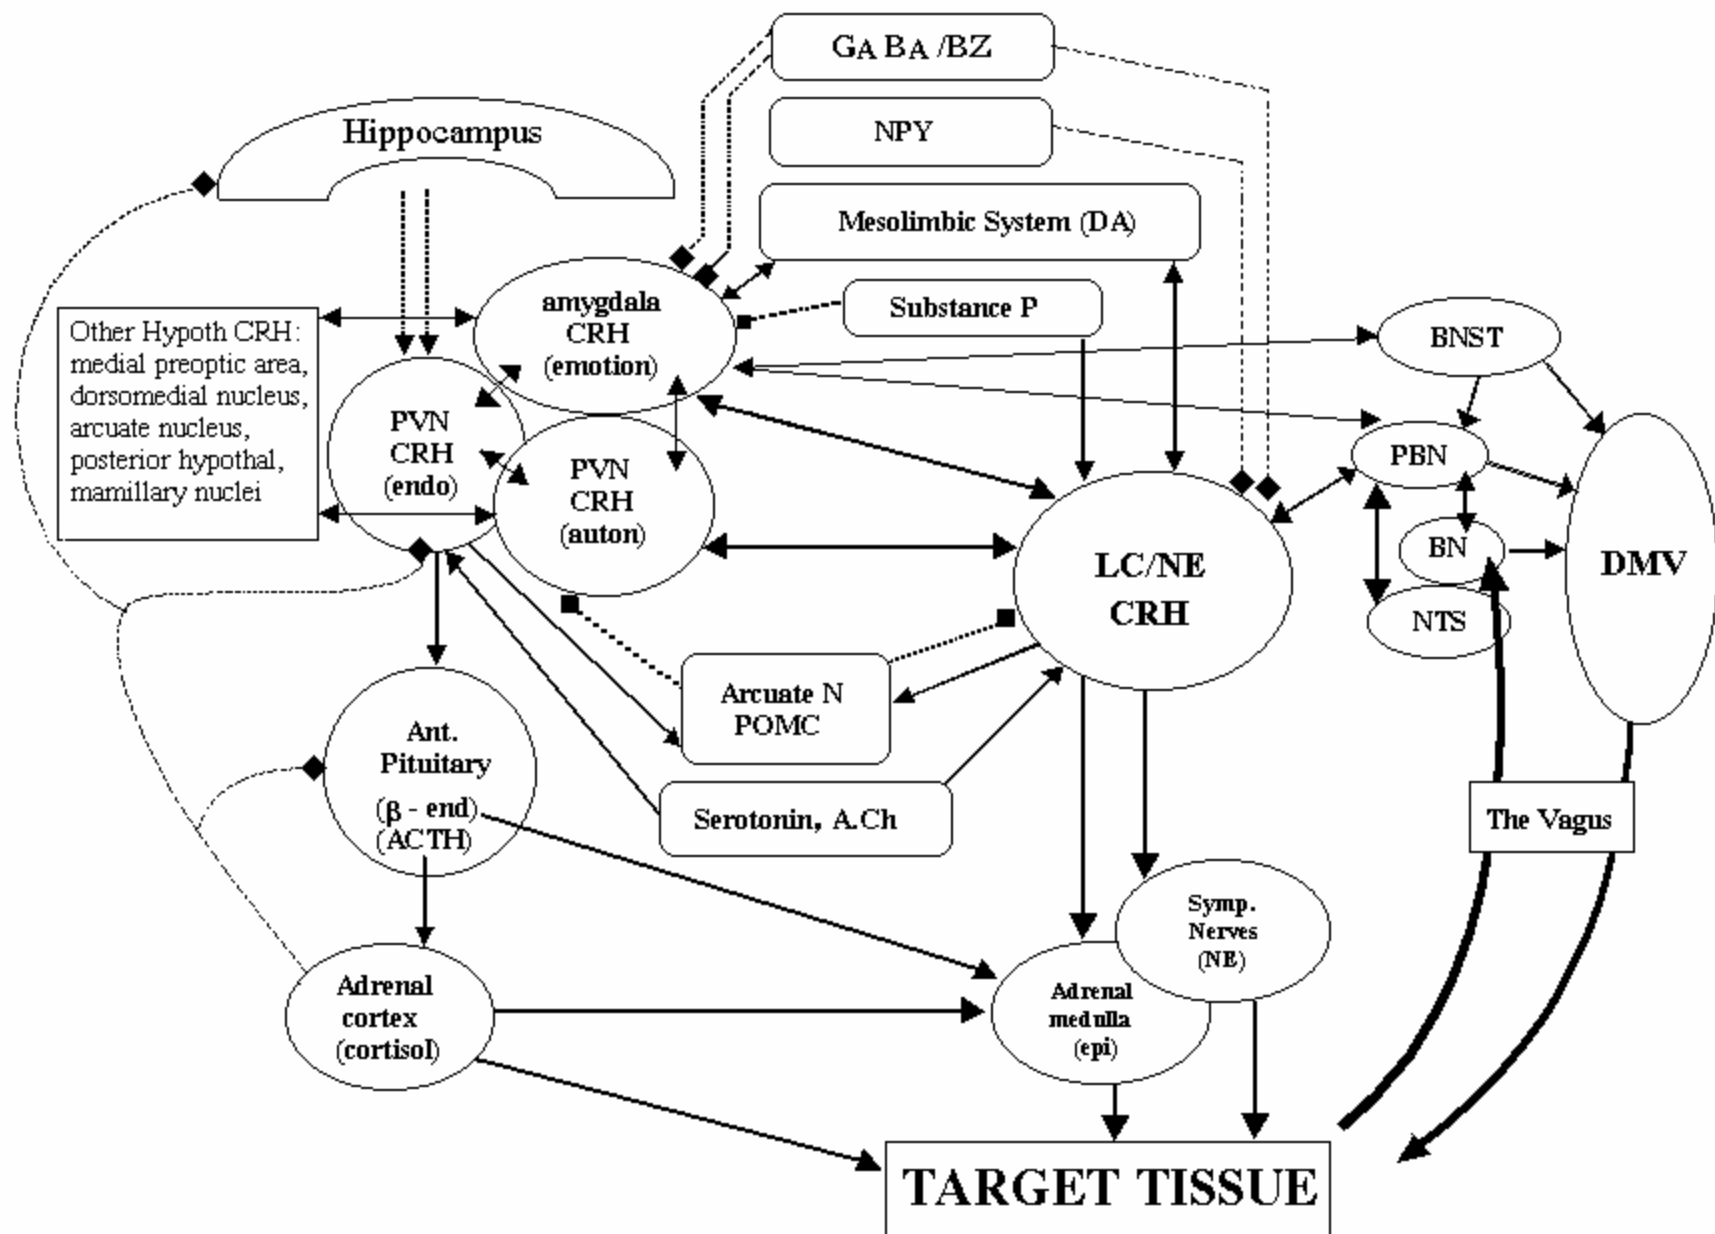 GABA /BZ
NPY
Hippocampus
Mesolimbic System (DA)
Substance P
amygdala
CRH
(emotion)
Other Hypoth CRH:
medial preoptic area,
dorsomedial nucleus,
arcuate nucleus,
posterior hypothal,
mamillary nuclei
PVN
CRH
(endo)
PVN
CRH
(auton)
BNST
PBN
BN
NTS
DMV
LC/NE
CRH
Arcuate N
POMC
Ant.
Pituitary
(β - end)
(ACTH)
Serotonin, A.Ch
The Vagus
Symp.
Nerves
(NE)
Adrenal
cortex
(cortisol)
Adrenal
medulla
(epi)
TARGET TISSUE